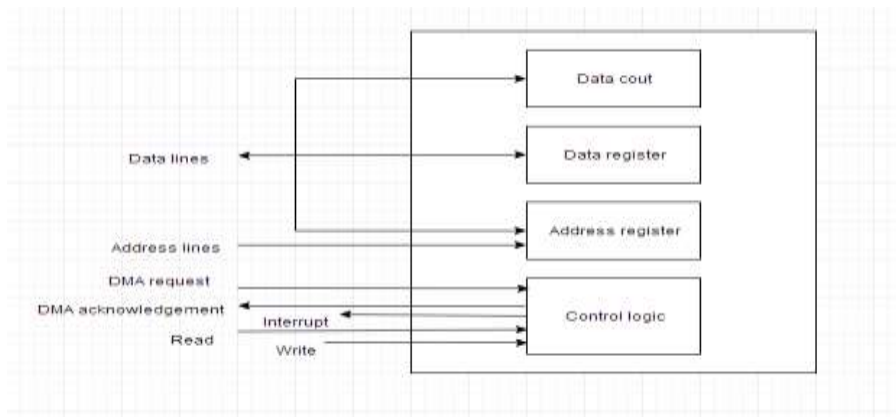 Data cout
Data lines
Data register
Address register
Address lines
DMA request
DMA acknowledgement
Interrupt
Control logic
Read
Write